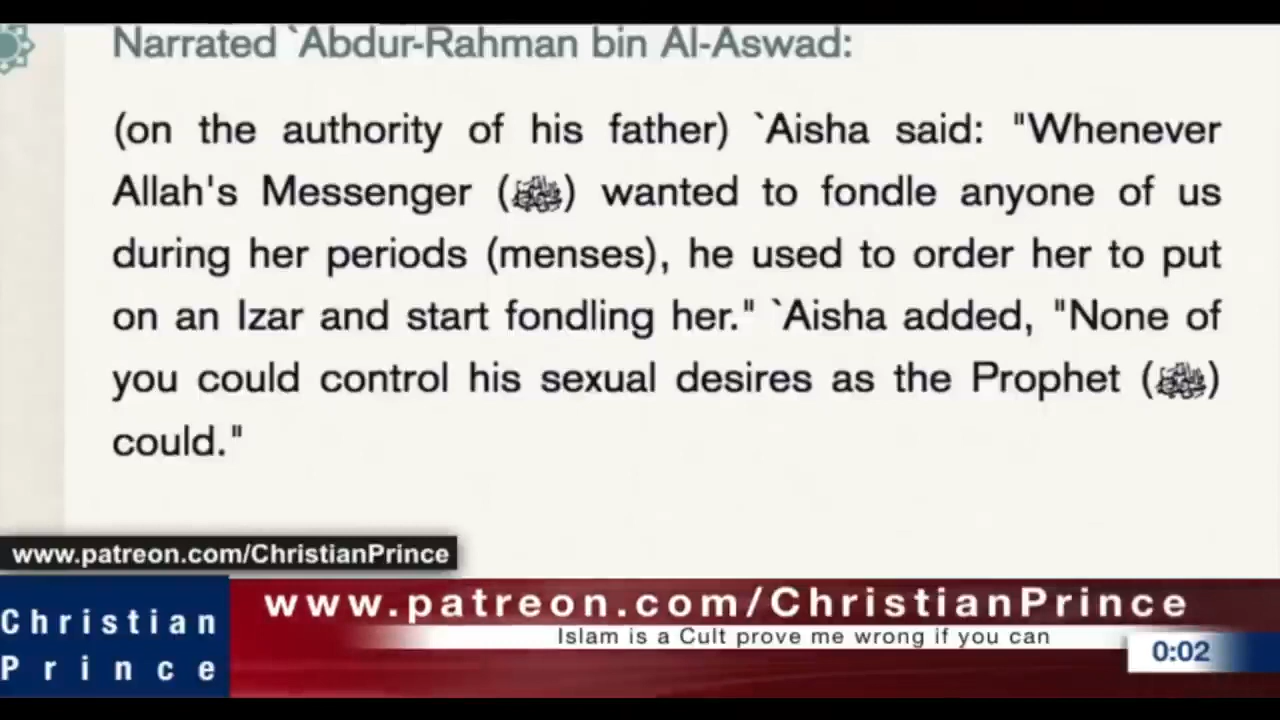 Narrated `Abdur-Rahman bin Al-Aswad:
(on the authority of his father) `Aisha said: "Whenever
Allah's Messenger (ﷺ) wanted to fondle anyone of us
during her periods (menses), he used to order her to put
on an Izar and start fondling her." `Aisha added, "None of
you could control his sexual desires as the Prophet (ﷺ)
could."
www.patreon.com/ChristianPrince
Christian
Prince
www.patreon.com/ChristianPrince
Islam is a Cult prove me wrong if you can
0:02